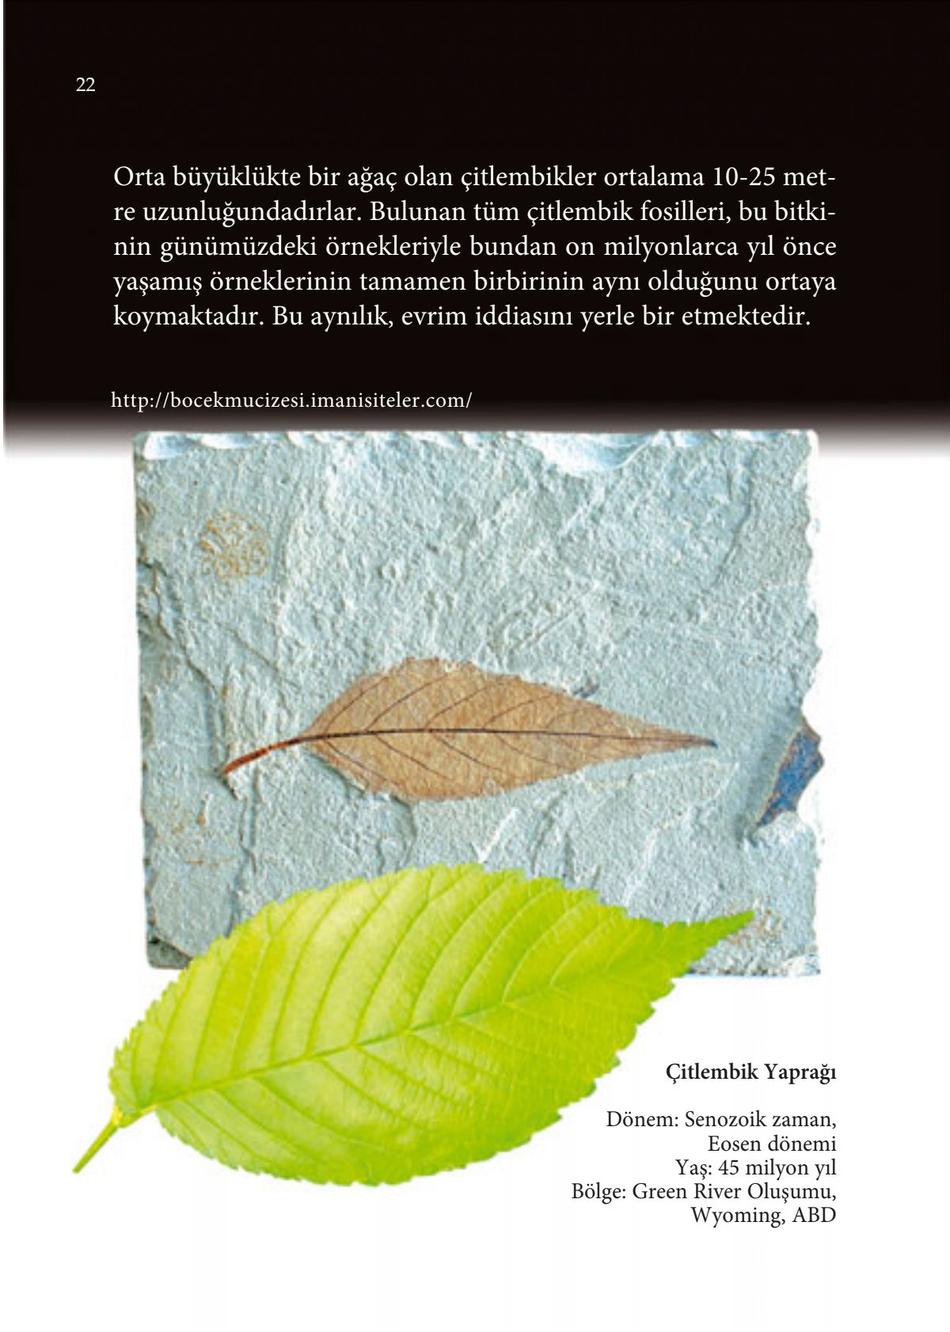 22
Orta büyüklükte bir ağaç olan çitlembikler ortalama 10-25 met-
re uzunluğundadırlar. Bulunan tüm çitlembik fosilleri, bu bitki-
nin günümüzdeki örnekleriyle bundan on milyonlarca yıl önce
yaşamış örneklerinin tamamen birbirinin aynı olduğunu ortaya
koymaktadır. Bu aynılık, evrim iddiasını yerle bir etmektedir.
http://bocekmucizesi.imanisiteler.com/
Çitlembik Yaprağı
Dönem: Senozoik zaman,
Eosen dönemi
Yaş: 45 milyon yıl
Bölge: Green River Oluşumu,
Wyoming, ABD